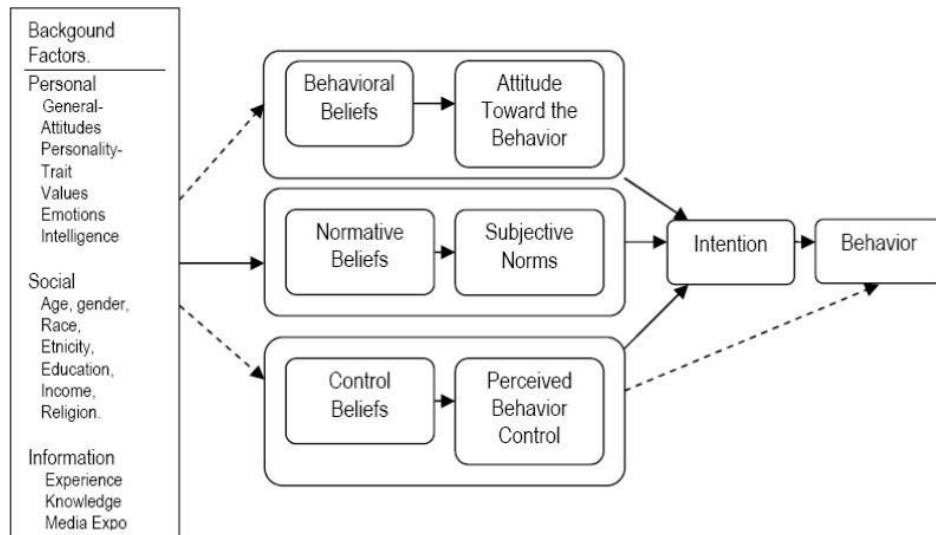 Backgound
Factors.
Personal
General-
Attitudes
Personality-
Trait
Values
Emotions
Intelligence
Social
Age, gender,
Race,
Etnicity,
Education,
Income,
Religion.
Information
Experience
Knowledge
Media Expo
Behavioral
Beliefs
Attitude
Toward the
Behavior
Normative
Beliefs
Subjective
Norms
Control
Beliefs
Perceived
Behavior
Control
Intention
Behavior